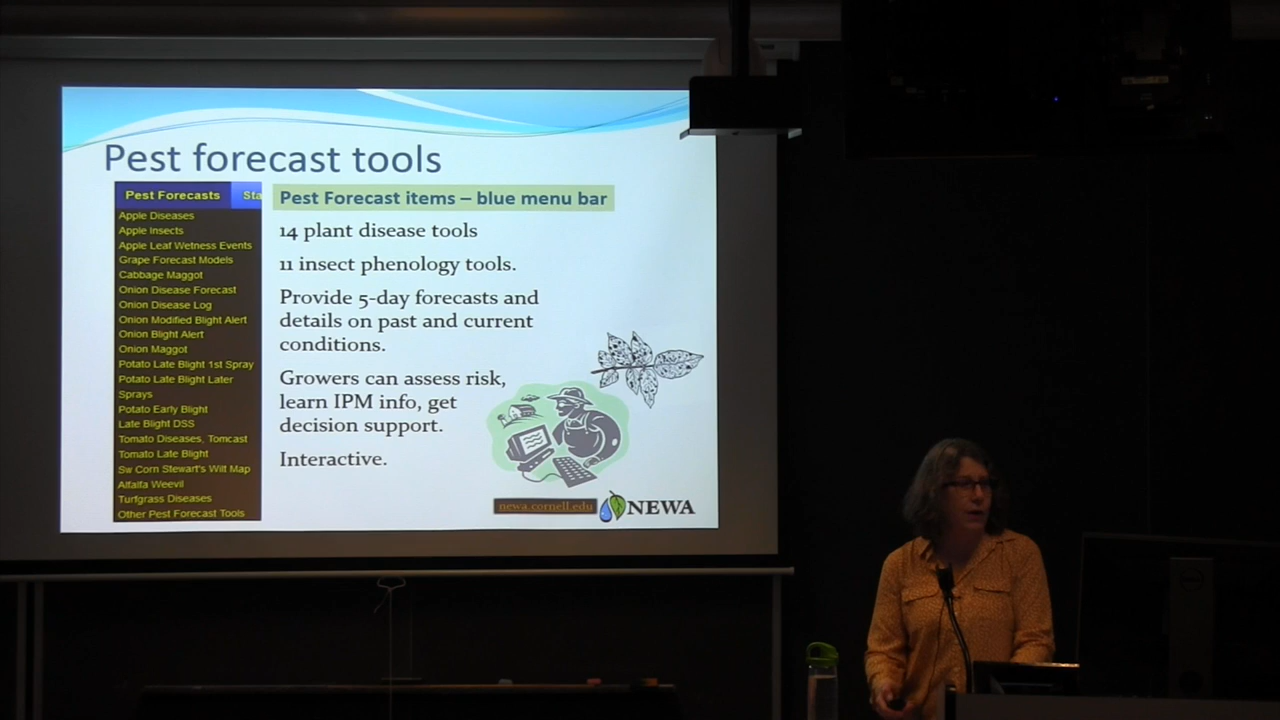 Pest forecast tools
Pest Forecasts Sta
Apple Diseases
Apple Insects
Apple Leaf Wetness Events
Grape Forecast Models
Cabbage Maggot
Onion Disease Forecast
Onion Disease Log
Onion Modified Blight Alert
Onion Blight Alert
Onion Maggot
Potato Late Blight 1st Spray
Potato Late Blight Later
Sprays
Potato Early Blight
Late Blight DSS
Tomato Diseases, Tomcast
Tomato Late Blight
Sw Corn Stewart's Wilt Map
Alfalfa Weevil
Turfgrass Diseases
Other Pest Forecast Tools
Pest Forecast items – blue menu bar
14 plant disease tools
11 insect phenology tools.
Provide 5-day forecasts and
details on past and current
conditions.
Growers can assess risk,
learn IPM info, get
decision support.
Interactive.
newa.cornell.edu
NEWA